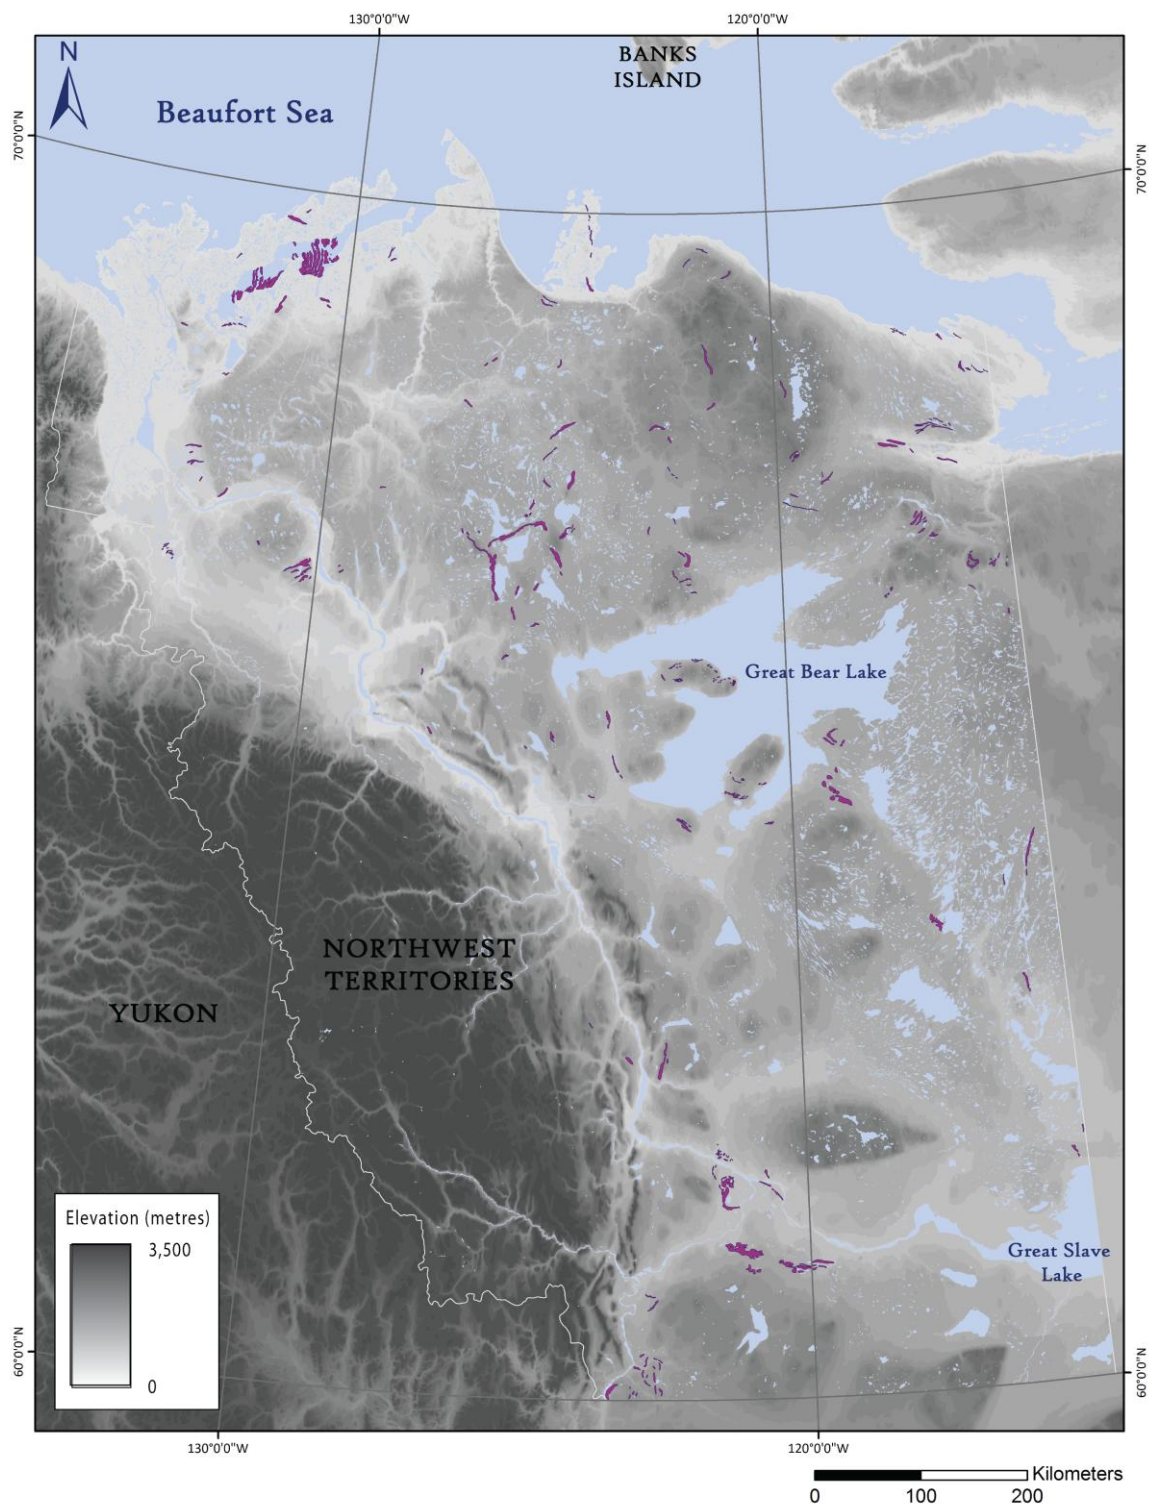 130°0'0"W
120°0'0"W
N
BANKS
ISLAND
Beaufort Sea
70°0'0"N
70°0'0"N
Great Bear Lake
NORTHWEST
TERRITORIES
YUKON
Elevation (metres)
3,500
0
Great Slave
Lake
60°0'0"N
60°0'0"N
130°0'0"W
120°0'0"W
Kilometers
0
100
200